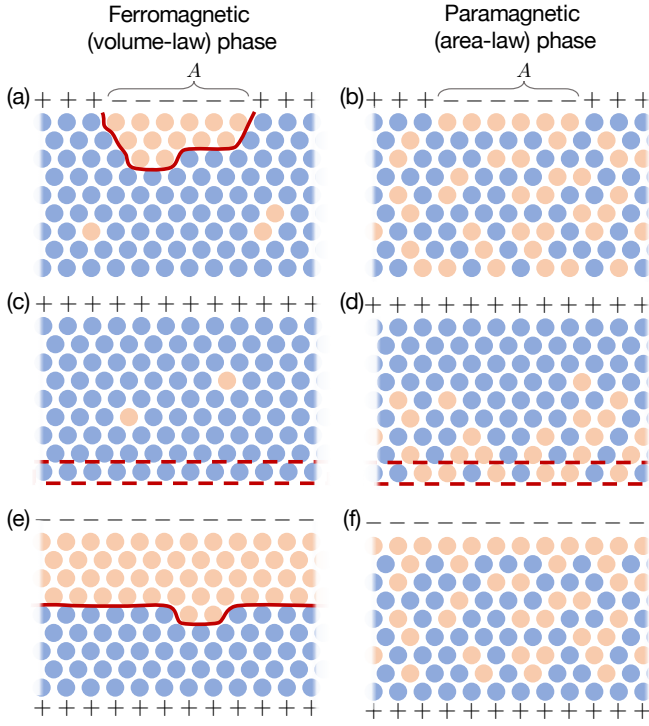 Ferromagnetic
(volume-law) phase
Paramagnetic
(area-law) phase
A
(a) + + + − − − − − − + + +
A
(b) + + + − − − − − − + + +
(c) + + + + + + + + + + + +
(d) + + + + + + + + + + + +
(e) − − − − − − − − − − − −
+ + + + + + + + + + + +
(f) − − − − − − − − − − − −
+ + + + + + + + + + + +